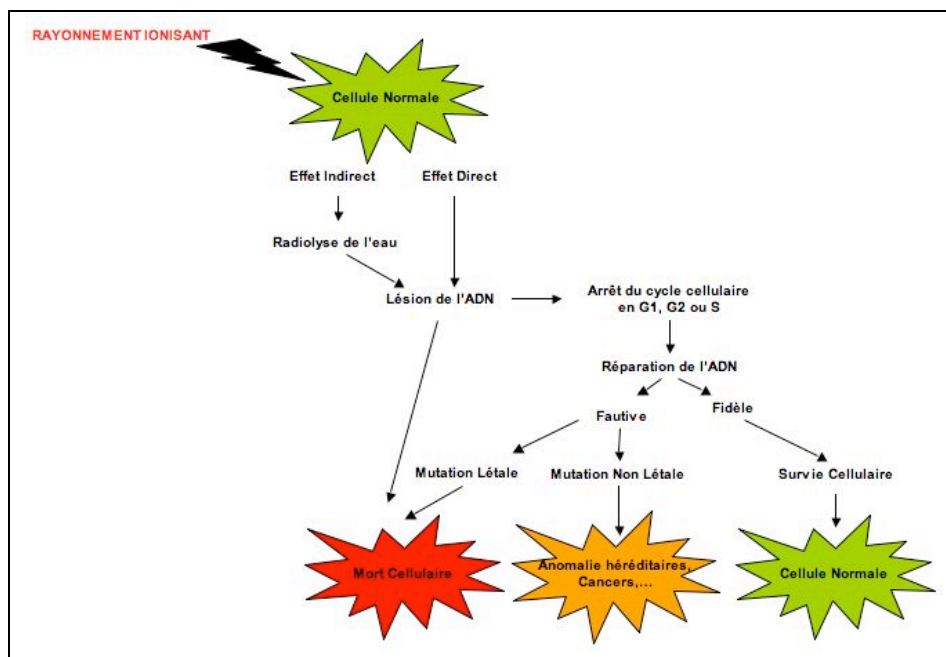 RAYONNEMENT IONISANT
Cellule Normale
Effet Indirect
Effet Direct
Radiolyse de l'eau
Lésion de l'ADN
Arrêt du cycle cellulaire
en G1, G2 ou S
Réparation de l'ADN
Fautive
Fidèle
Mutation Létale
Mutation Non Létale
Survie Cellulaire
Mort Cellulaire
Anomalie héréditaires,
Cancers,...
Cellule Normale